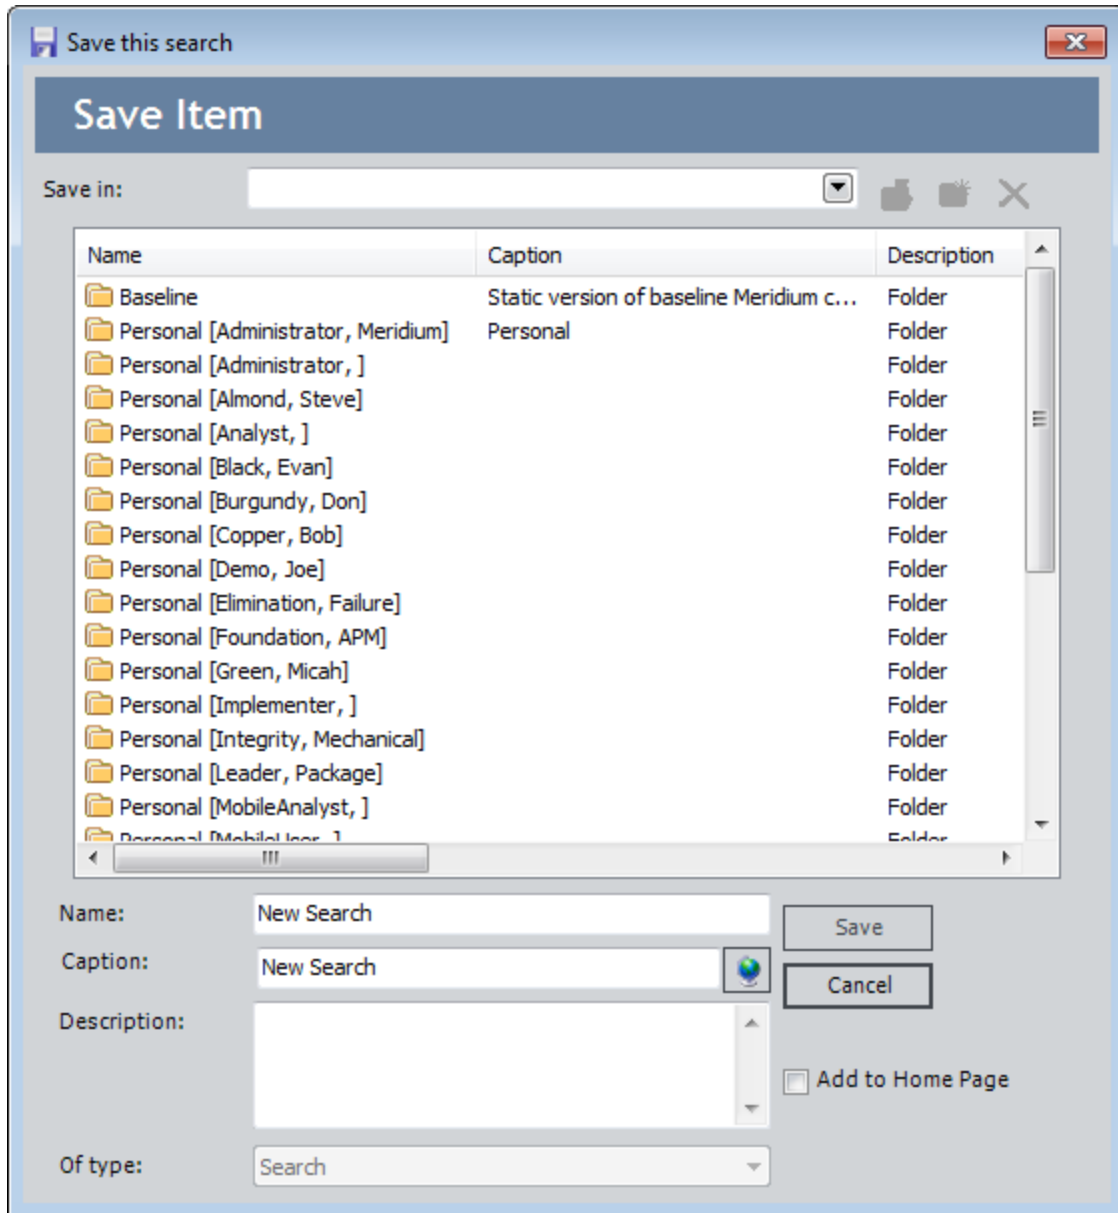 Save this search
Save Item
Save in:
Name Caption Description
Baseline Static version of baseline Meridium c... Folder
Personal [Administrator, Meridium] Personal Folder
Personal [Administrator, ] Folder
Personal [Almond, Steve] Folder
Personal [Analyst, ] Folder
Personal [Black, Evan] Folder
Personal [Burgundy, Don] Folder
Personal [Copper, Bob] Folder
Personal [Demo, Joe] Folder
Personal [Elimination, Failure] Folder
Personal [Foundation, APM] Folder
Personal [Green, Micah] Folder
Personal [Implementer, ] Folder
Personal [Integrity, Mechanical] Folder
Personal [Leader, Package] Folder
Personal [MobileAnalyst, ] Folder
Personal [MobileUser, ] Folder
Name: New Search Save
Caption: New Search Cancel
Description:
Add to Home Page
Of type: Search